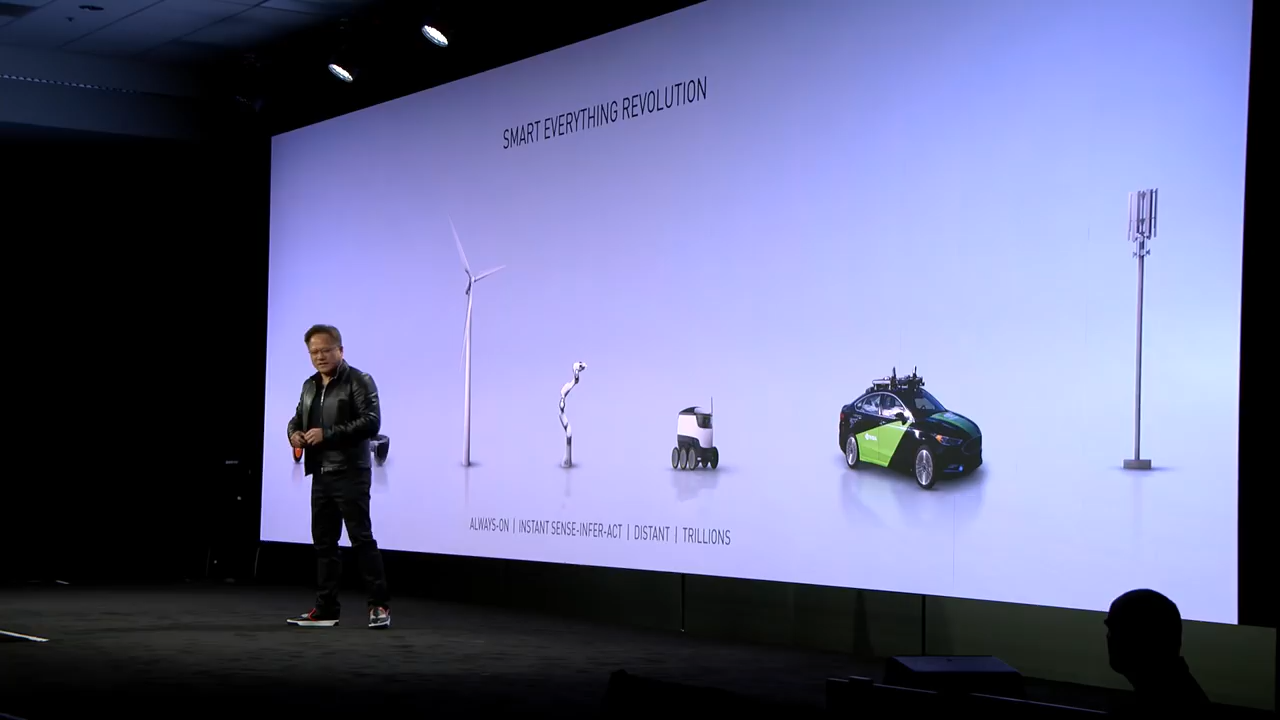 SMART EVERYTHING REVOLUTION
ALWAYS-ON | INSTANT SENSE-INFER-ACT | DISTANT | TRILLIONS